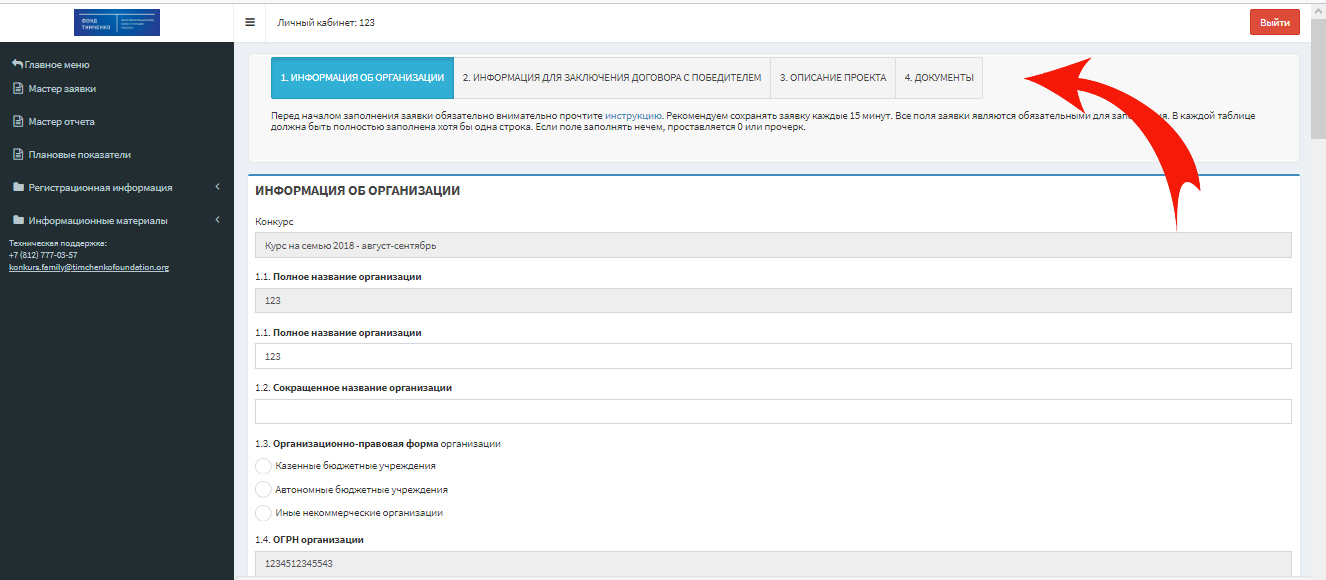 ФОНД
ТИМЧЕНКО
Личный кабинет: 123
Выйти
Главное меню
Мастер заявки
Мастер отчета
Плановые показатели
Регистрационная информация
Информационные материалы
Техническая поддержка:
+7 (812) 777-03-57
konkurs.family@timchenkofoundation.org
1. ИНФОРМАЦИЯ ОБ ОРГАНИЗАЦИИ
2. ИНФОРМАЦИЯ ДЛЯ ЗАКЛЮЧЕНИЯ ДОГОВОРА С ПОБЕДИТЕЛЕМ
3. ОПИСАНИЕ ПРОЕКТА
4. ДОКУМЕНТЫ
Перед началом заполнения заявки обязательно внимательно прочтите инструкцию. Рекомендуем сохранять заявку каждые 15 минут. Все поля заявки являются обязательными для . В каждой таблице
должна быть полностью заполнена хотя бы одна строка. Если поле заполнять нечем, проставляется 0 или прочерк.
ИНФОРМАЦИЯ ОБ ОРГАНИЗАЦИИ
Конкурс
Курс на семью 2018 - август-сентябрь
1.1. Полное название организации
123
1.1. Полное название организации
123
1.2. Сокращенное название организации
1.3. Организационно-правовая форма организации
Казенные бюджетные учреждения
Автономные бюджетные учреждения
Иные некоммерческие организации
1.4. ОГРН организации
1234512345543